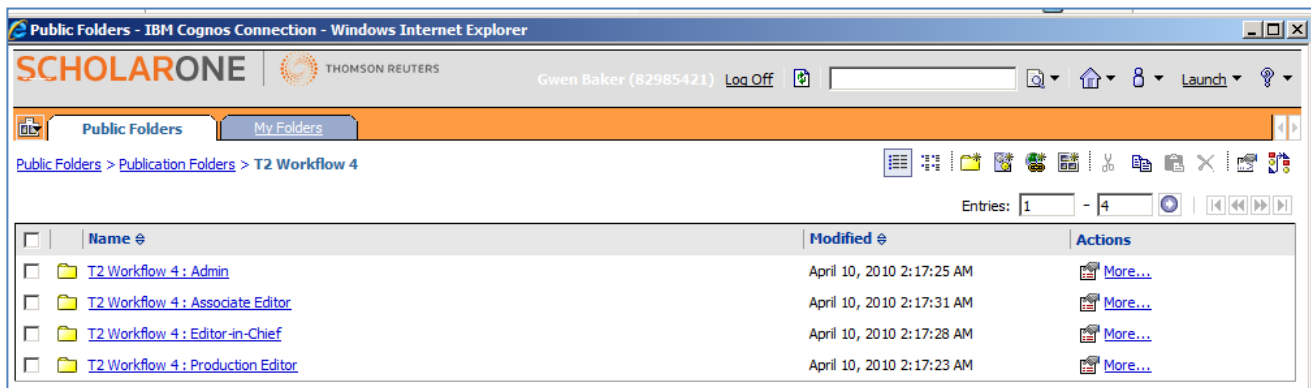 Public Folders - IBM Cognos Connection - Windows Internet Explorer
SCHOLARONE THOMSON REUTERS Gwen Baker (82985421) Log Off Launch
Public Folders My Folders
Public Folders > Publication Folders > T2 Workflow 4
Entries: 1 - 4
Name Modified Actions
T2 Workflow 4 : Admin April 10, 2010 2:17:25 AM More...
T2 Workflow 4 : Associate Editor April 10, 2010 2:17:31 AM More...
T2 Workflow 4 : Editor-in-Chief April 10, 2010 2:17:28 AM More...
T2 Workflow 4 : Production Editor April 10, 2010 2:17:23 AM More...